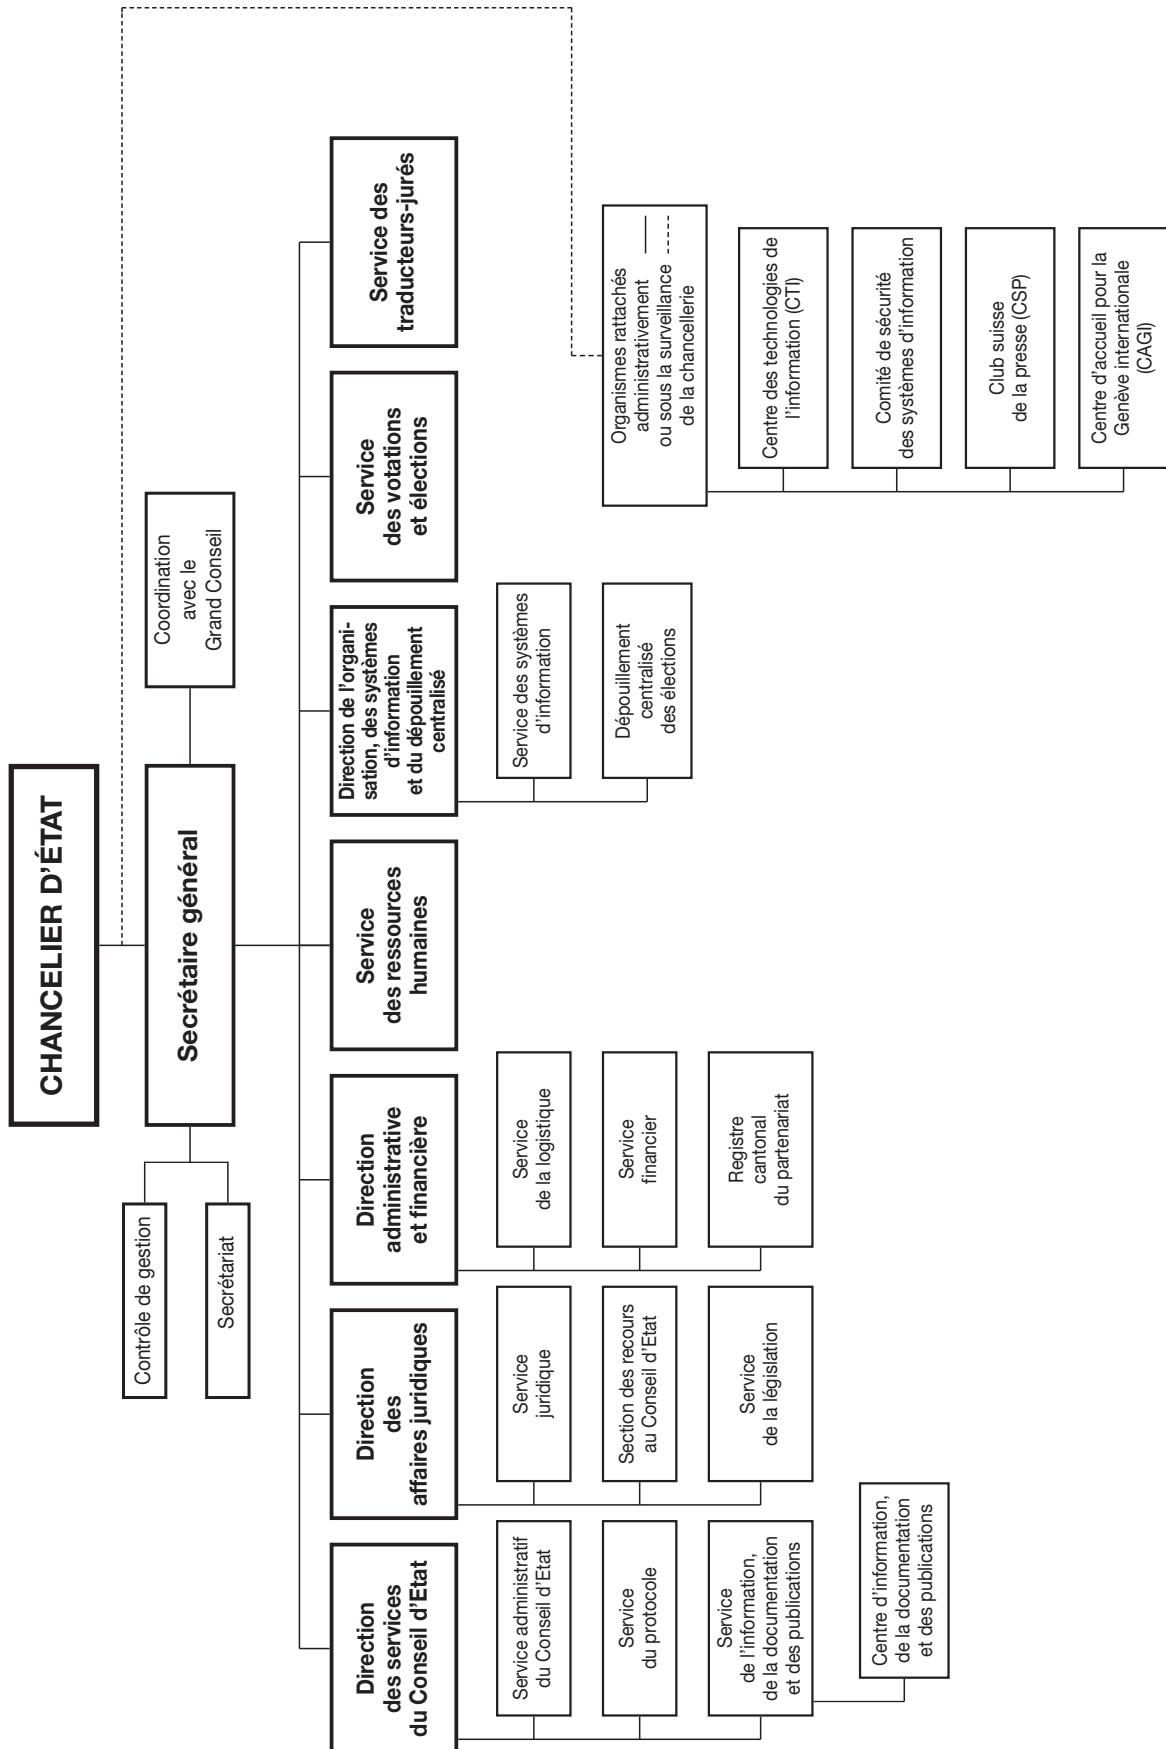 CHANCELIER D'ÉTAT
Secrétaire général
Contrôle de gestion
Secrétariat
Coordination
avec le
Grand Conseil
Direction
des services
du Conseil d'Etat
Service administratif
du Conseil d'Etat
Service
du protocole
Service
de l'information,
de la documentation
et des publications
Centre d'information,
de la documentation
et des publications
Direction
des
affaires juridiques
Service
juridique
Section des recours
au Conseil d'Etat
Service
de la législation
Direction
administrative
et financière
Service
de la logistique
Service
financier
Registre
cantonal
du partenariat
Service
des ressources
humaines
Direction de l'organi-
sation, des systèmes
d'information
et du dépouillement
centralisé
Service des systèmes
d'information
Dépouillement
centralisé
des élections
Service
des votations
et élections
Service des
traducteurs-jurés
Organismes rattachés
administrativement
ou sous la surveillance
de la chancellerie
Centre des technologies de
l'information (CTI)
Comité de sécurité
des systèmes d'information
Club suisse
de la presse (CSP)
Centre d'accueil pour la
Genève internationale
(CAGI)